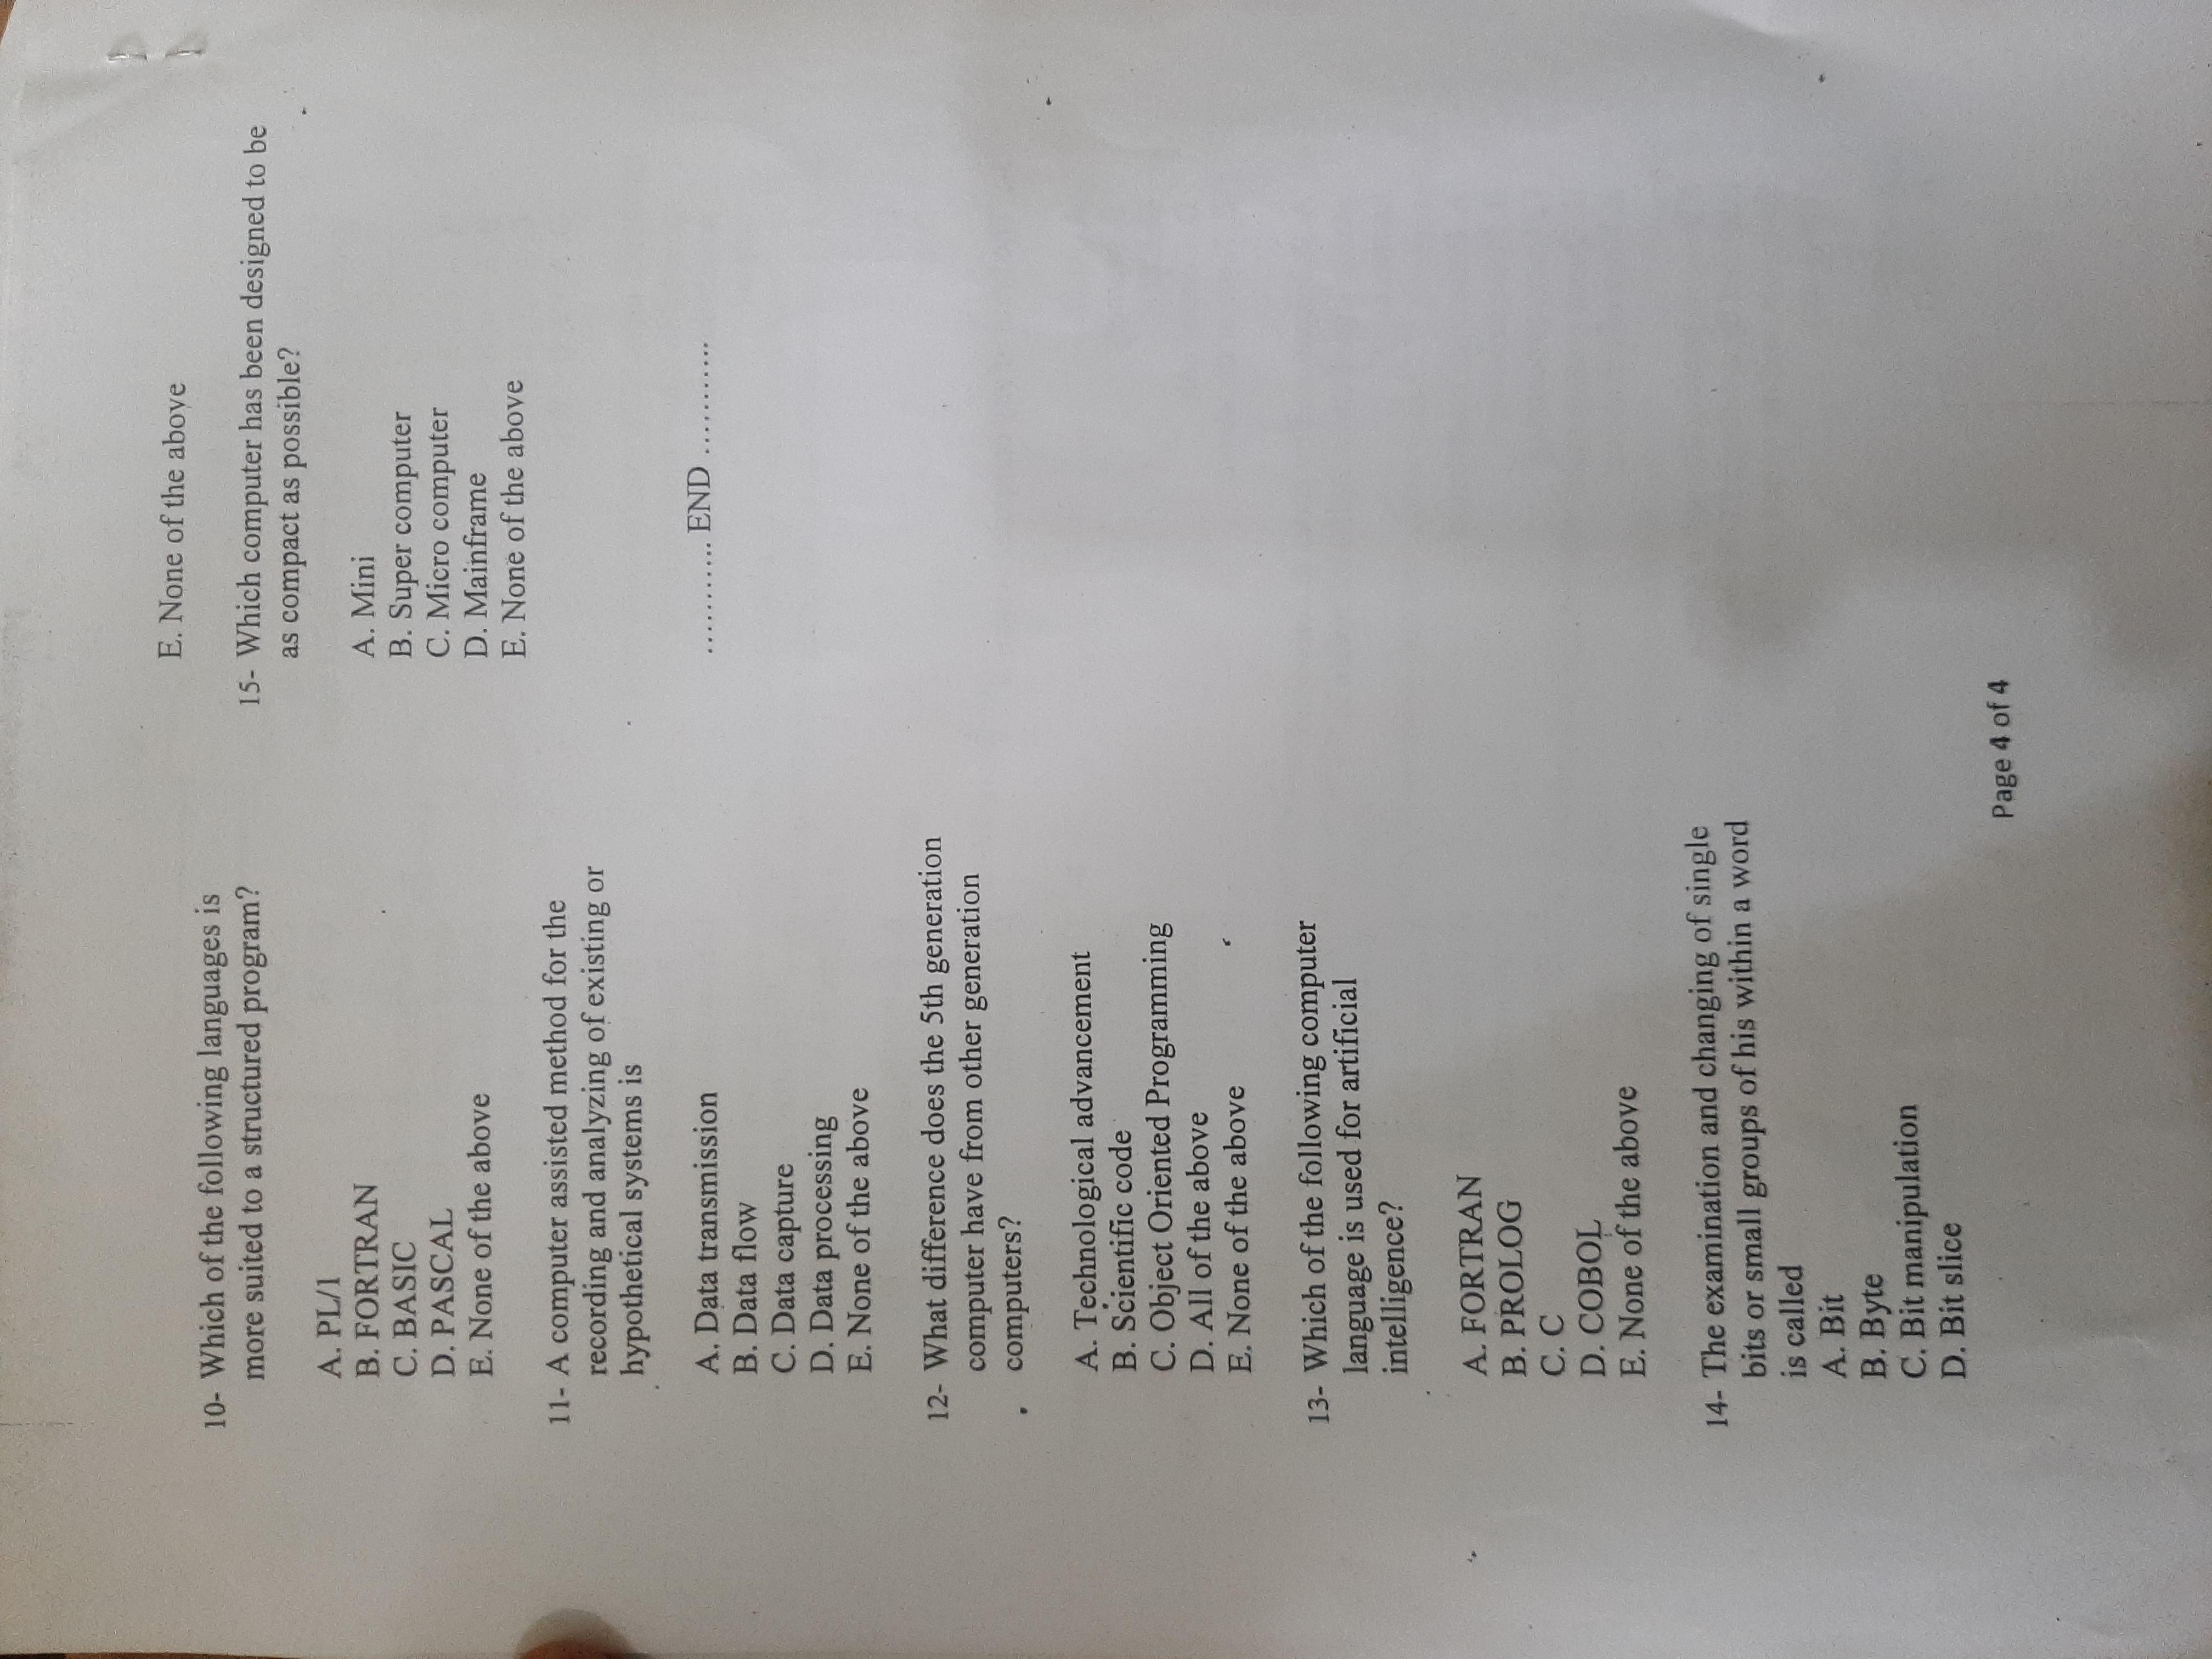 10- Which of the following languages is
more suited to a structured program?
A. PL/1
B. FORTRAN
C. BASIC
D. PASCAL
E. None of the above
11- A computer assisted method for the
recording and analyzing of existing or
hypothetical systems is
A. Data transmission
B. Data flow
C. Data capture
D. Data processing
E. None of the above
12- What difference does the 5th generation
computer have from other generation
computers?
A. Technological advancement
B. Scientific code
C. Object Oriented Programming
D. All of the above
E. None of the above
13- Which of the following computer
language is used for artificial
intelligence?
A. FORTRAN
B. PROLOG
C. C
D. COBOL
E. None of the above
14- The examination and changing of single
bits or small groups of his within a word
is called
A. Bit
B. Byte
C. Bit manipulation
D. Bit slice
E. None of the above
15- Which computer has been designed to be
as compact as possible?
A. Mini
B. Super computer
C. Micro computer
D. Mainframe
E. None of the above
........... END ...........
Page 4 of 4